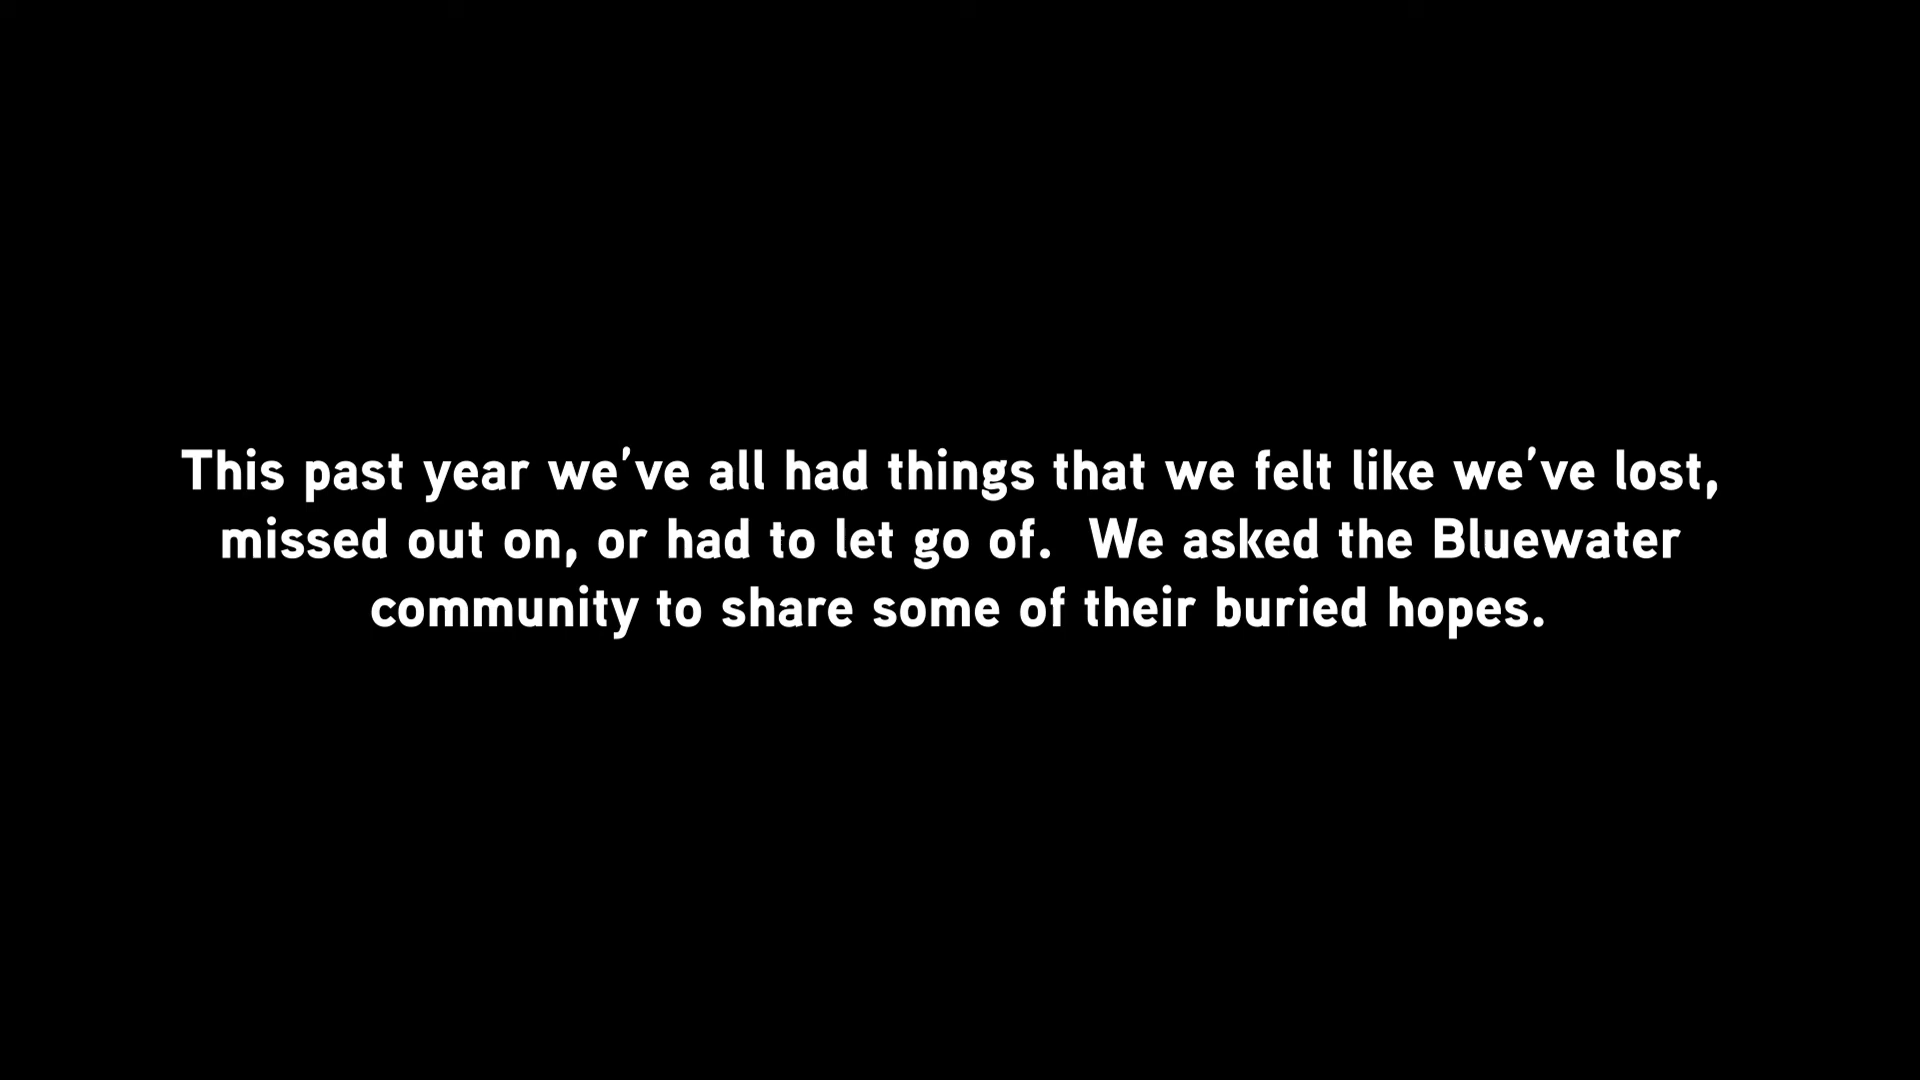 This past year we’ve all had things that we felt like we’ve lost,
missed out on, or had to let go of.  We asked the Bluewater
community to share some of their buried hopes.